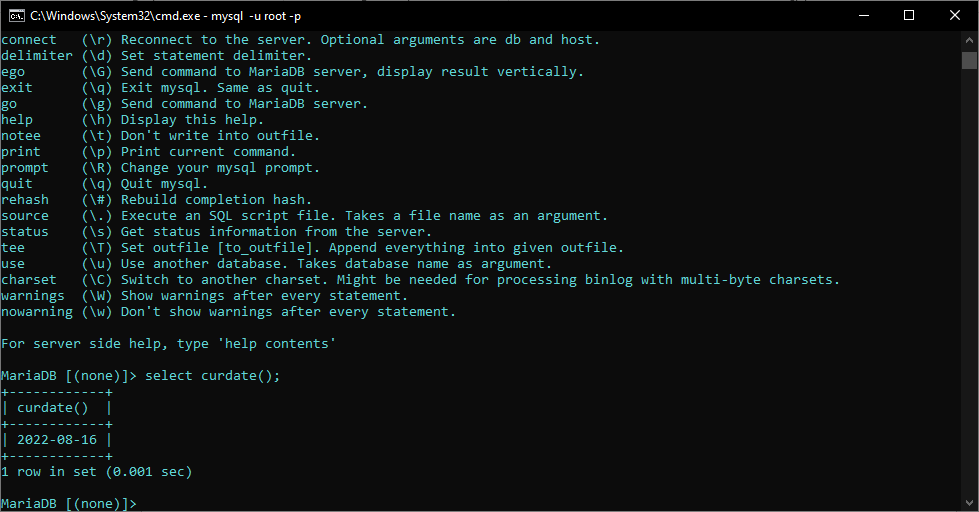 C:\Windows\System32\cmd.exe - mysql  -u root -p
connect   (\r) Reconnect to the server. Optional arguments are db and host.
delimiter (\d) Set statement delimiter.
ego       (\G) Send command to MariaDB server, display result vertically.
exit      (\q) Exit mysql. Same as quit.
go        (\g) Send command to MariaDB server.
help      (\h) Display this help.
notee     (\t) Don't write into outfile.
print     (\p) Print current command.
prompt    (\R) Change your mysql prompt.
quit      (\q) Quit mysql.
rehash    (\#) Rebuild completion hash.
source    (\.) Execute an SQL script file. Takes a file name as an argument.
status    (\s) Get status information from the server.
tee       (\T) Set outfile [to_outfile]. Append everything into given outfile.
use       (\u) Use another database. Takes database name as argument.
charset   (\C) Switch to another charset. Might be needed for processing binlog with multi-byte charsets.
warnings  (\W) Show warnings after every statement.
nowarning (\w) Don't show warnings after every statement.
For server side help, type 'help contents'
MariaDB [(none)]> select curdate();
+------------+
| curdate()  |
+------------+
| 2022-08-16 |
+------------+
1 row in set (0.001 sec)
MariaDB [(none)]>